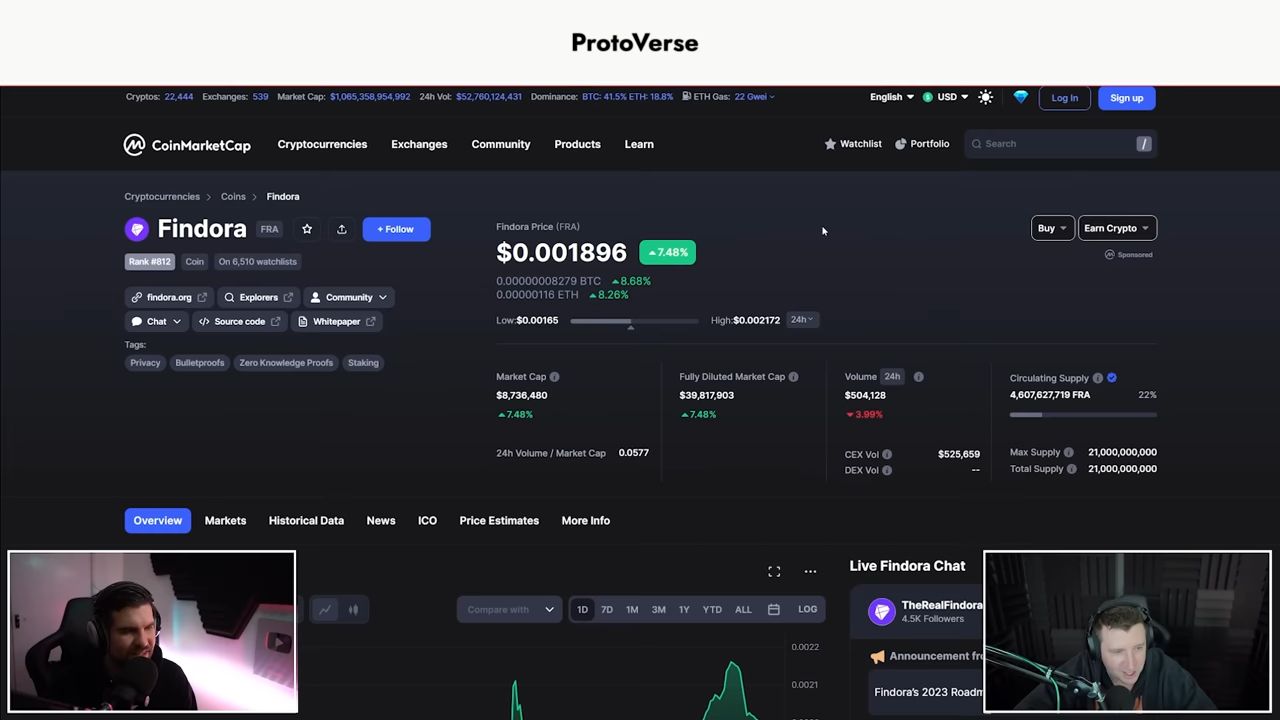 ProtoVerse
Cryptos: 22,444 Exchanges: 539 Market Cap: $1,065,358,954,992 24h Vol: $52,760,124,431 Dominance: BTC: 41.5% ETH: 18.8% ETH Gas: 22 Gwei English USD Log In Sign up
CoinMarketCap Cryptocurrencies Exchanges Community Products Learn Watchlist Portfolio Search /
Cryptocurrencies > Coins > Findora
Findora FRA + Follow
Rank #812 Coin On 6,510 watchlists
findora.org Explorers Community
Chat Source code Whitepaper
Tags:
Privacy Bulletproofs Zero Knowledge Proofs Staking
Findora Price (FRA)
$0.001896 7.48%
0.00000008279 BTC 8.68%
0.00000116 ETH 8.26%
Low:$0.00165 High:$0.002172 24h
Buy Earn Crypto
Sponsored
Market Cap
$8,736,480
7.48%
24h Volume / Market Cap 0.0577
Fully Diluted Market Cap
$39,817,903
7.48%
Volume 24h
$504,128
3.99%
CEX Vol $525,659
DEX Vol --
Circulating Supply
4,607,627,719 FRA 22%
Max Supply 21,000,000,000
Total Supply 21,000,000,000
Overview Markets Historical Data News ICO Price Estimates More Info
Compare with 1D 7D 1M 3M 1Y YTD ALL LOG
0.0022
0.0021
Live Findora Chat
TheRealFindora
4.5K Followers
Announcement fr
Findora's 2023 Roadm